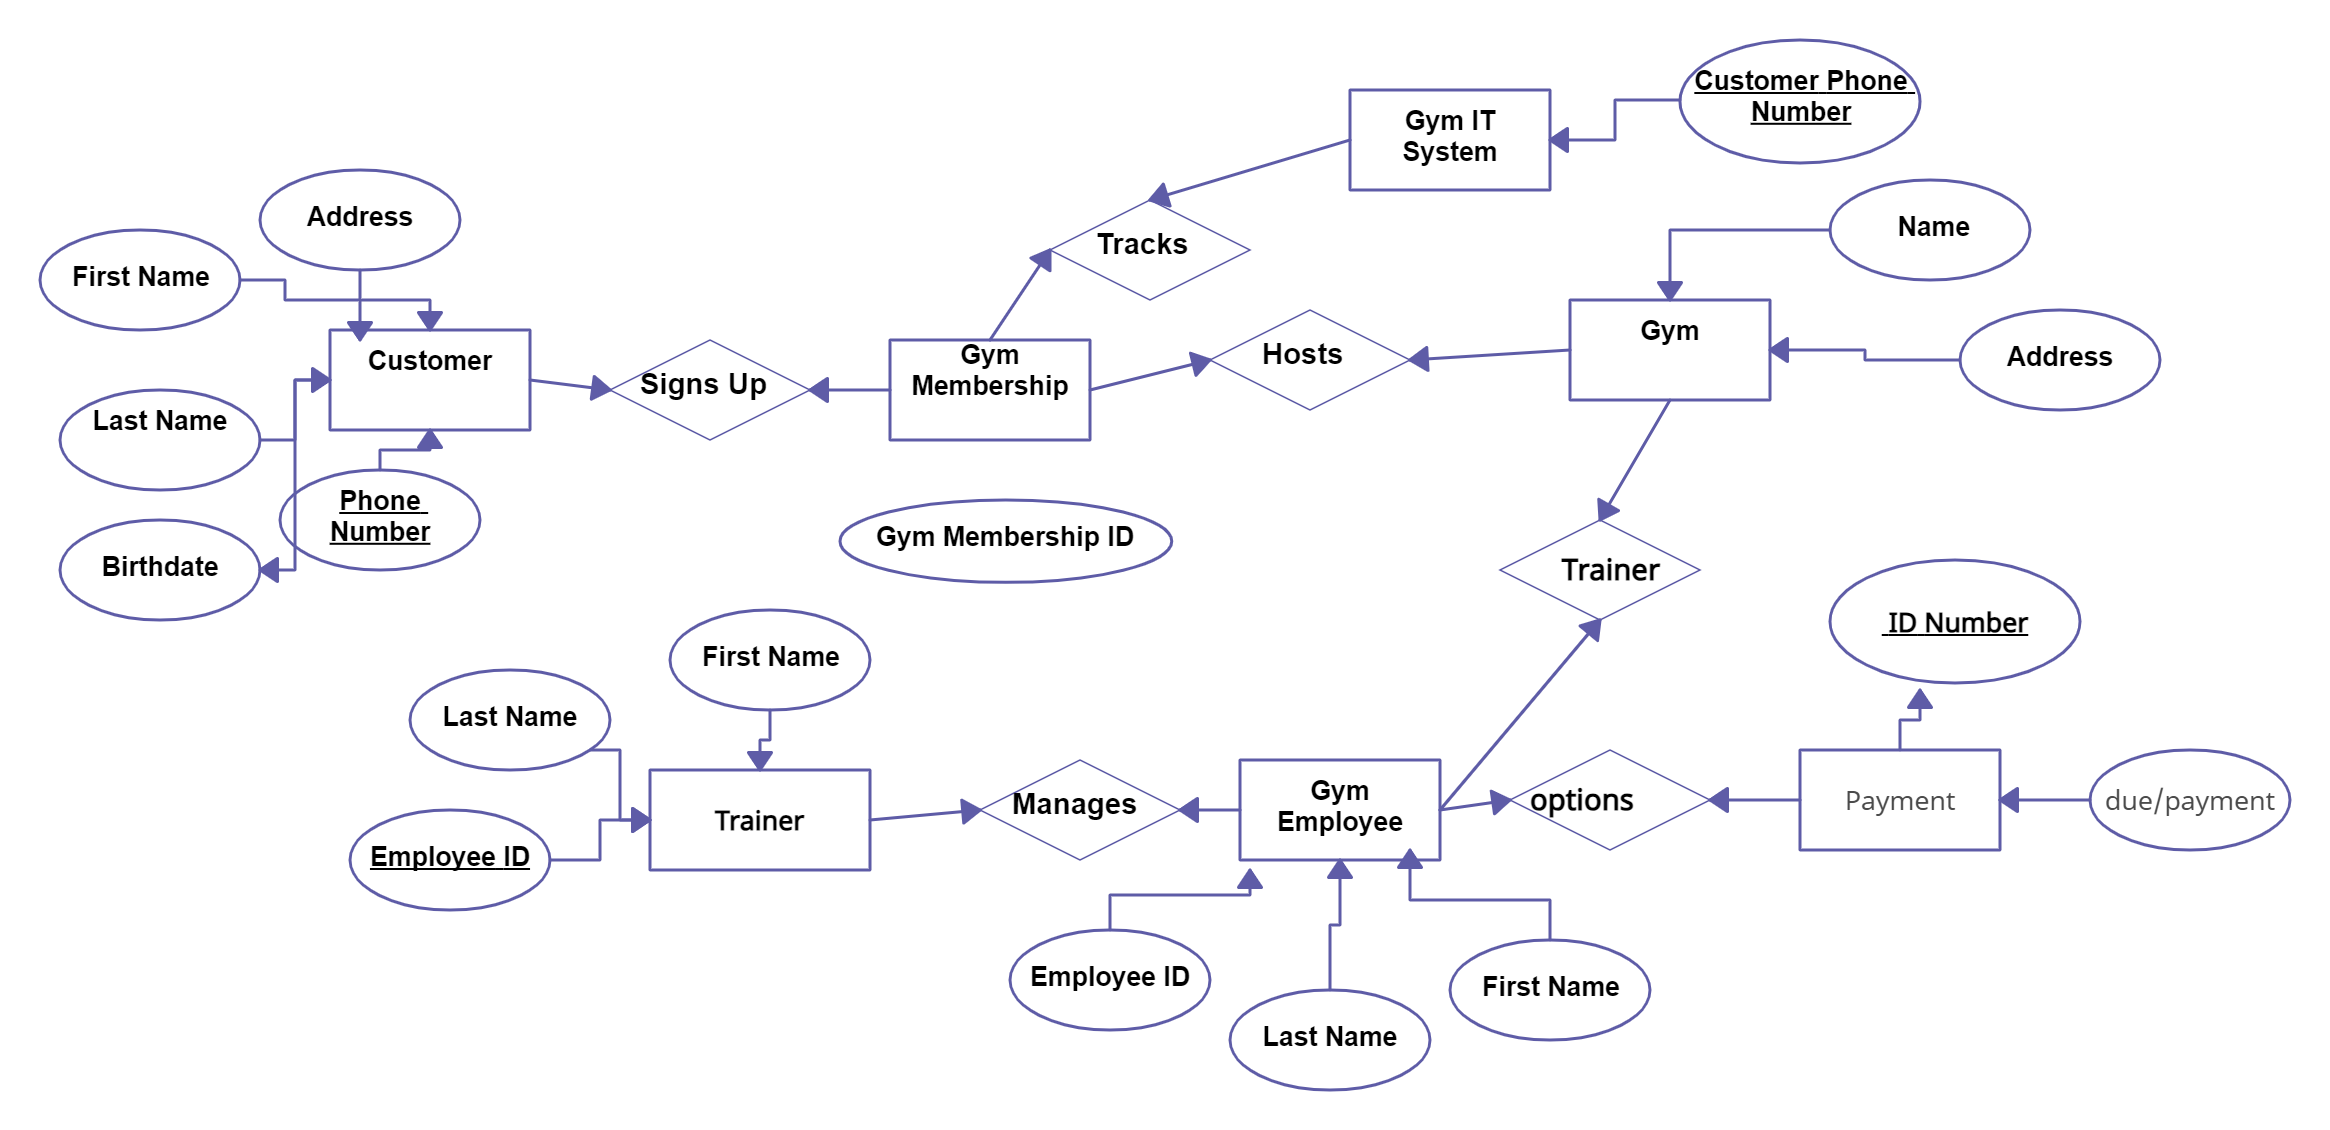 Customer Phone
Number
Gym IT
System
Address
Name
Tracks
First Name
Gym
Hosts
Address
Customer
Gym
Membership
Signs Up
Last Name
Phone
Number
Gym Membership ID
Birthdate
Trainer
ID Number
First Name
Last Name
Gym
Employee
Manages
options
Payment
due/payment
Trainer
Employee ID
Employee ID
First Name
Last Name